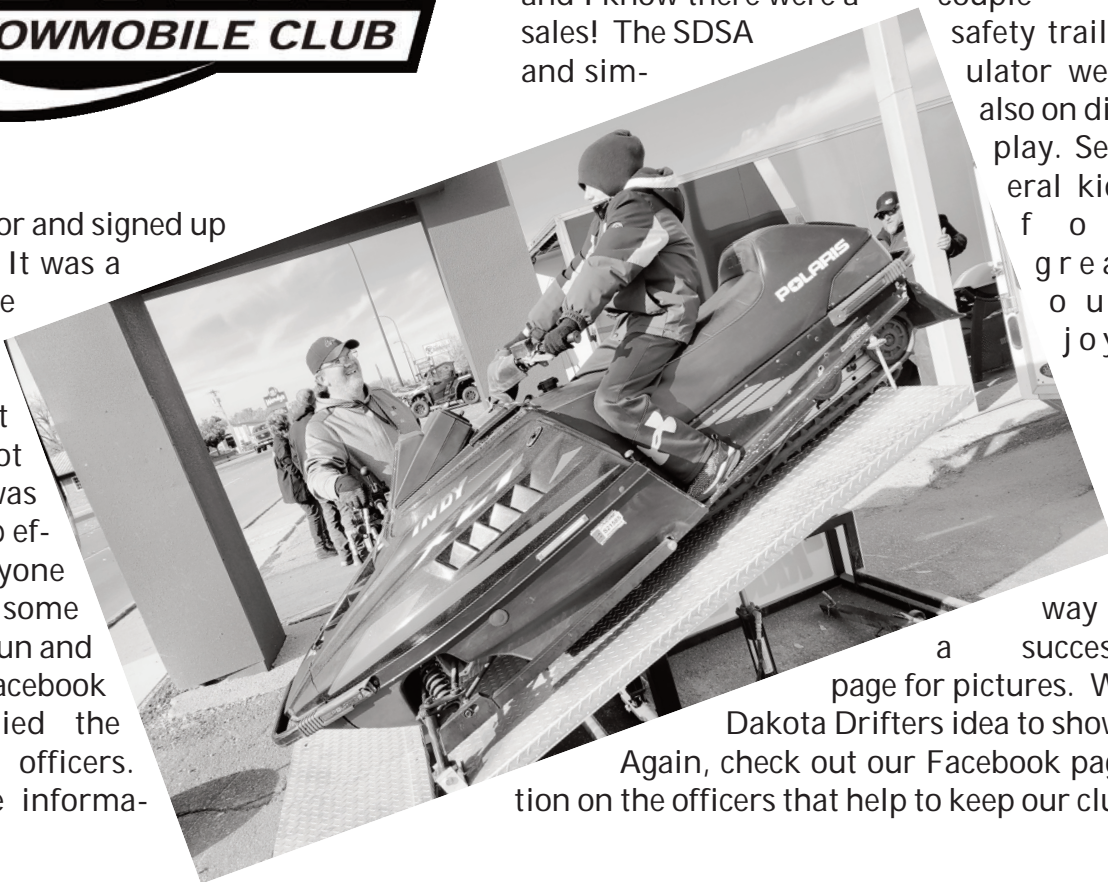 OWMOBILE CLUB
or and signed up
It was a
e
t
ot
was
o ef-
yone
some
un and
acebook
ied the
officers.
e informa-
and I know there were a couple
sales! The SDSA safety trail
and sim- ulator we
also on di
play. Se
eral kid
f o
g r e a
o u
j o y
way
a succes
page for pictures. W
Dakota Drifters idea to show
Again, check out our Facebook pag
tion on the officers that help to keep our clu
POLARIS
INDY